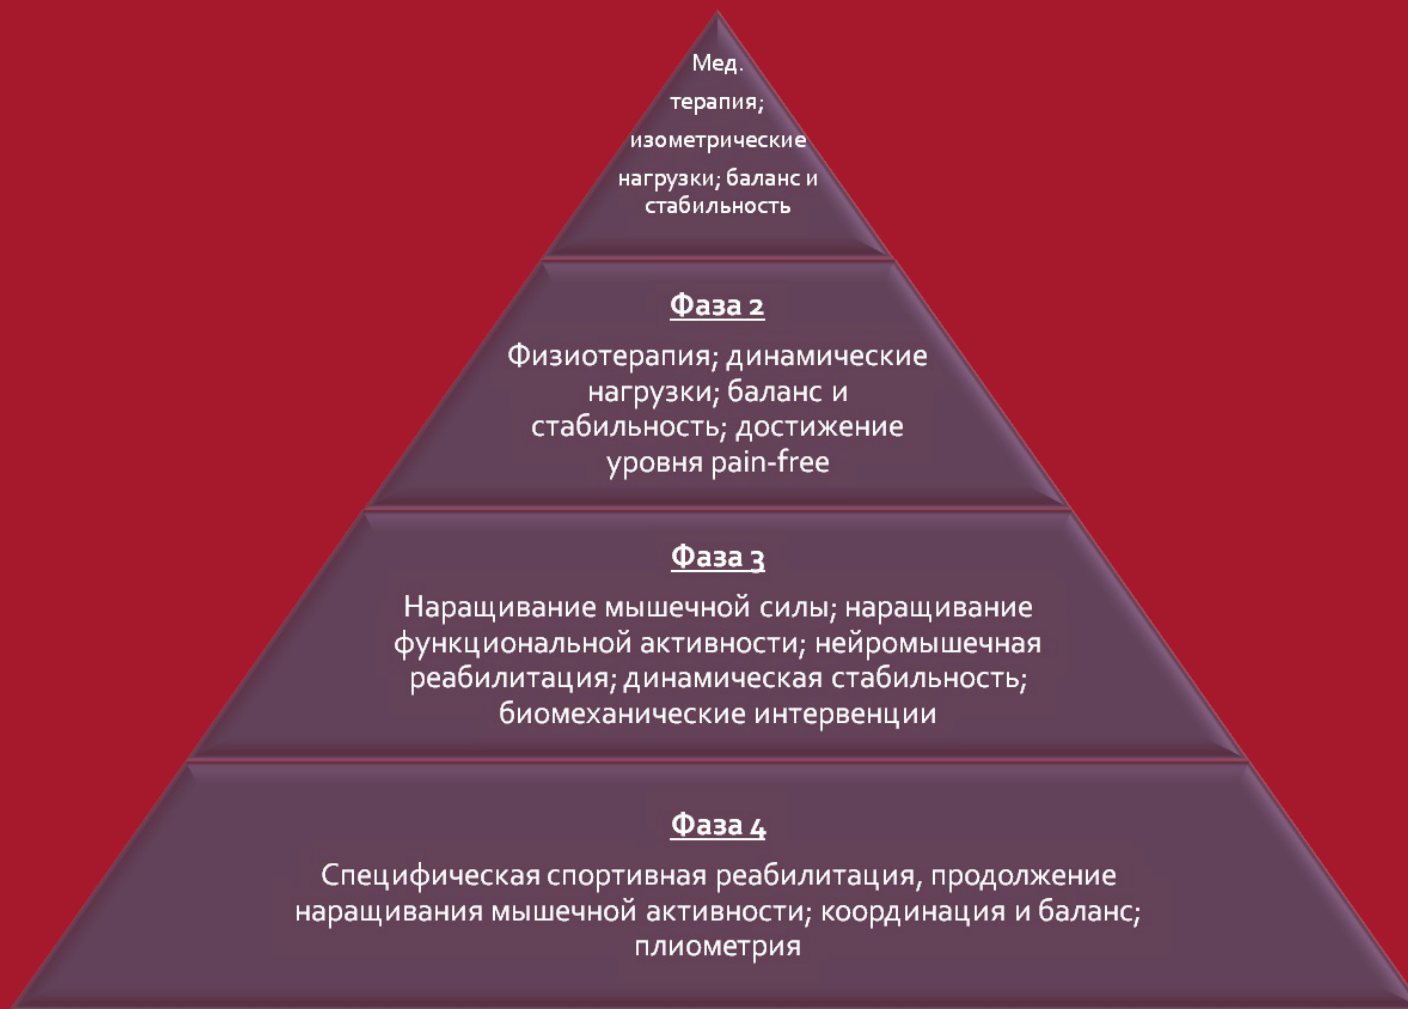 Мед.
терапия;
изометрические
нагрузки; баланс и
стабильность
Фаза 2
Физиотерапия; динамические
нагрузки; баланс и
стабильность; достижение
уровня pain-free
Фаза 3
Наращивание мышечной силы; наращивание
функциональной активности; нейромышечная
реабилитация; динамическая стабильность;
биомеханические интервенции
Фаза 4
Специфическая спортивная реабилитация, продолжение
наращивания мышечной активности; координация и баланс;
плиометрия